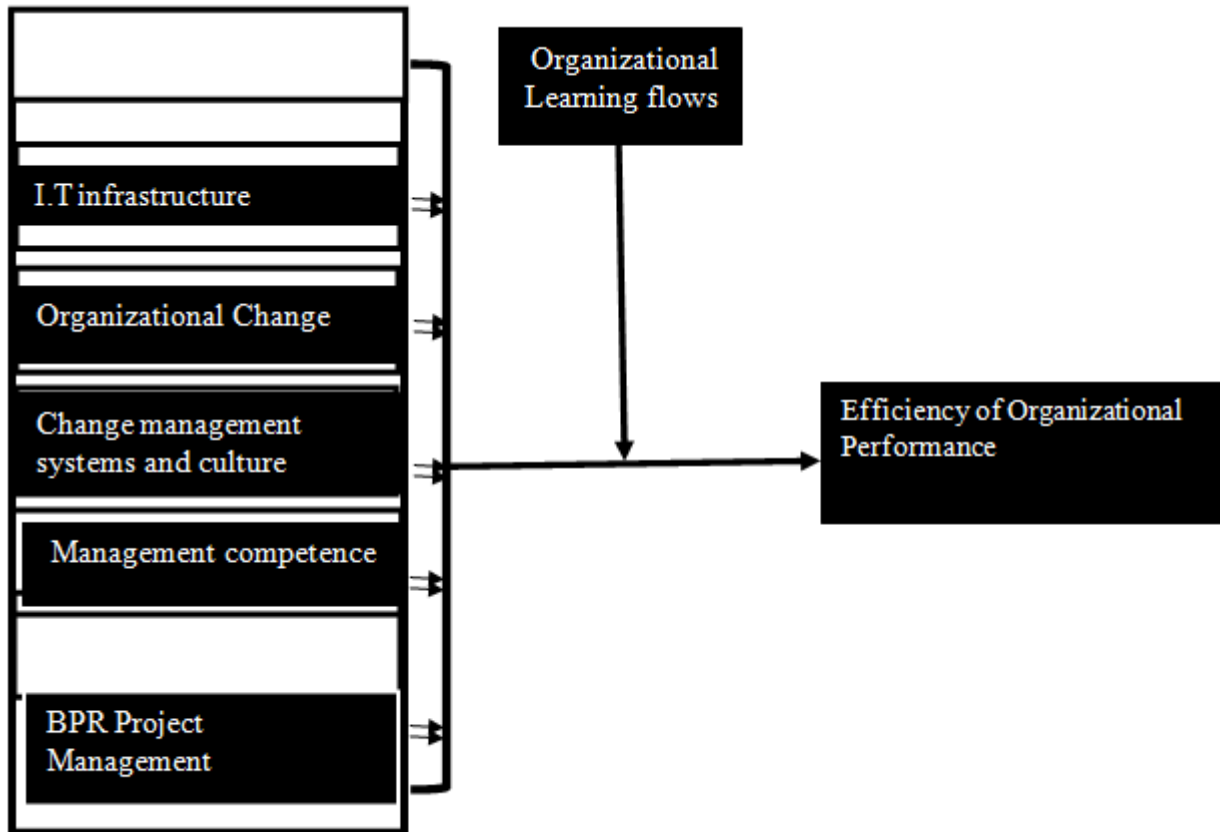 Organizational
Learning flows
I.T infrastructure
Organizational Change
Change management
systems and culture
Efficiency of Organizational
Performance
Management competence
BPR Project
Management